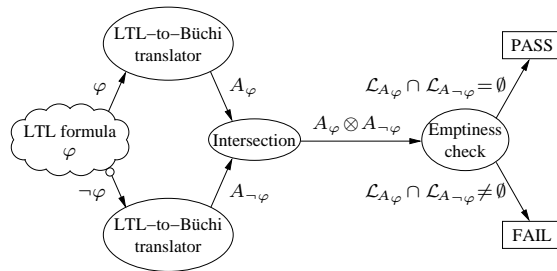 LTL–to–Büchi
translator
PASS
φ
A_φ
ℒ_{A_φ} ∩ ℒ_{A_¬φ} = ∅
LTL formula
φ
Intersection
A_φ ⊗ A_¬φ
Emptiness
check
¬φ
A_¬φ
ℒ_{A_φ} ∩ ℒ_{A_¬φ} ≠ ∅
LTL–to–Büchi
translator
FAIL